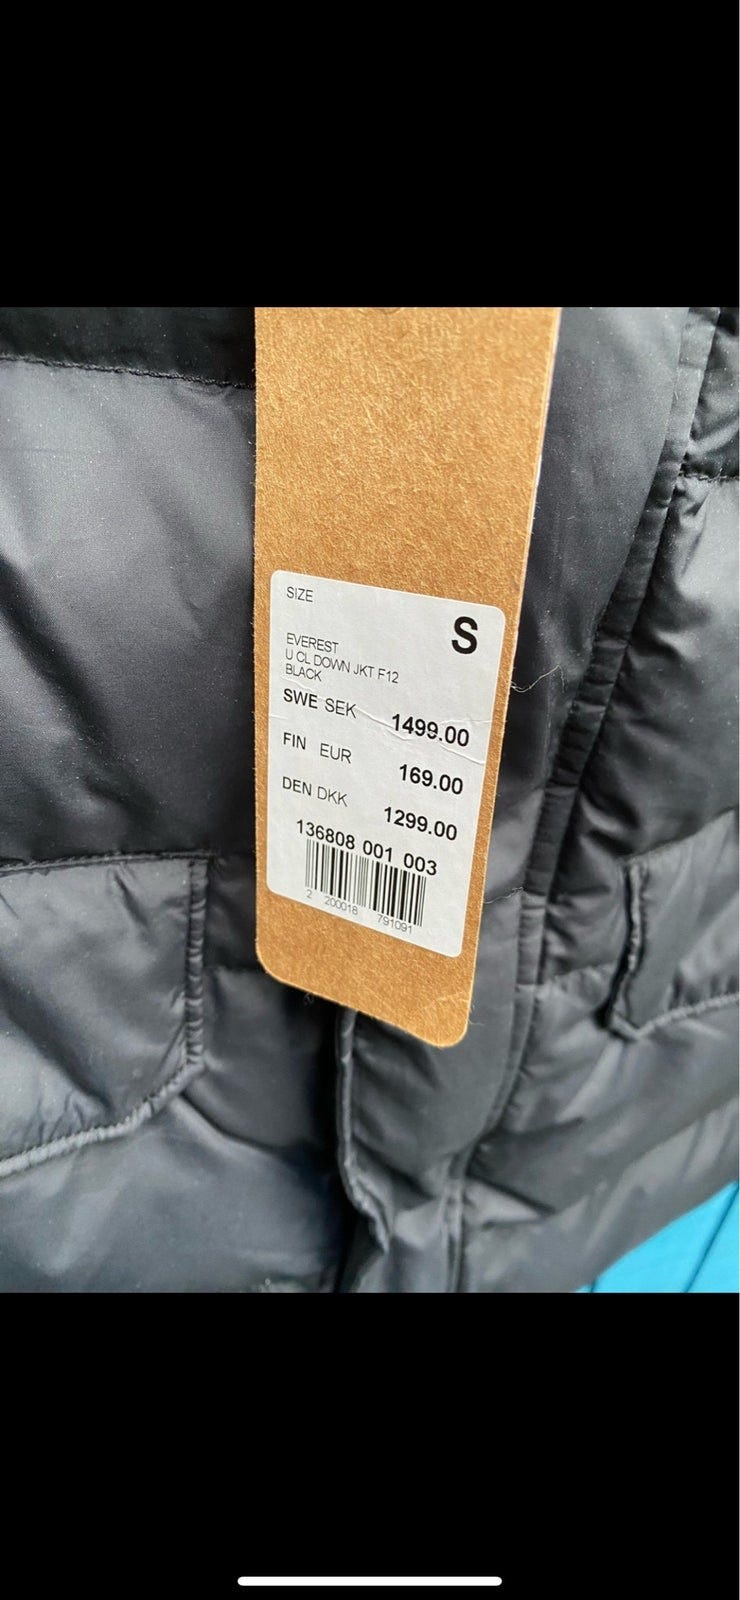 SIZE
S
EVEREST
U CL DOWN JKT F12
BLACK
SWE SEK 1499.00
FIN EUR 169.00
DEN DKK 1299.00
136808 001 003
2 200018 791091